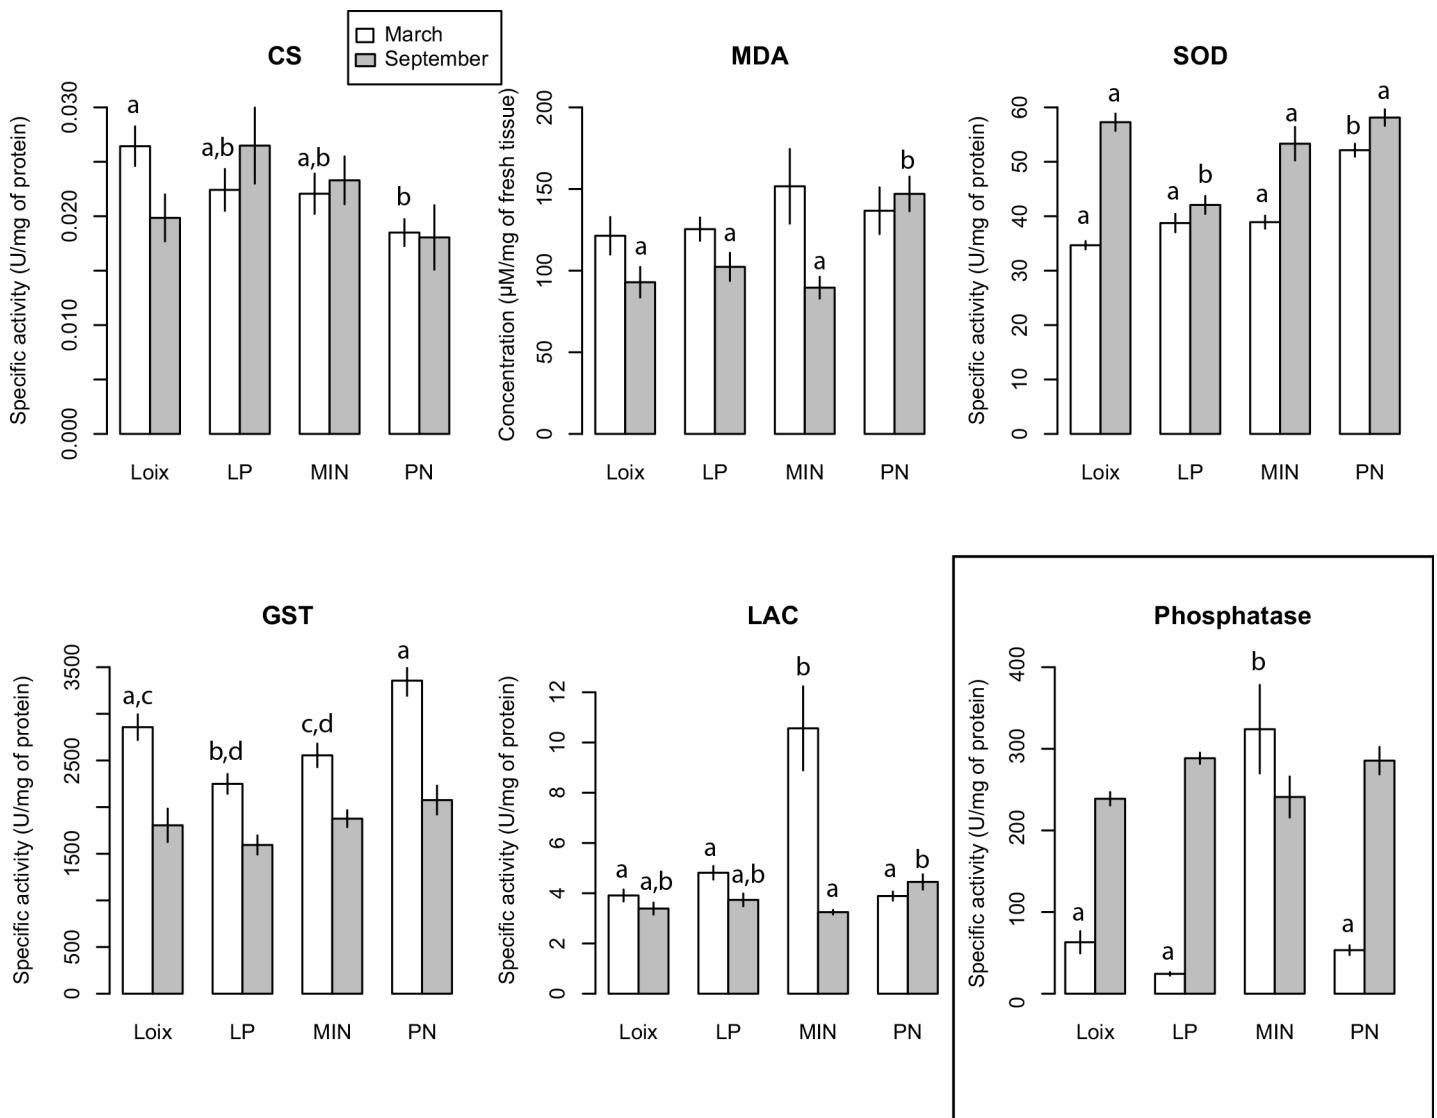 March
September
CS
MDA
SOD
Specific activity (U/mg of protein)
0.000
0.010
0.020
0.030
a
a,b
a,b
b
Loix
LP
MIN
PN
Concentration (µM/mg of fresh tissue)
0
50
100
150
200
a
a
a
b
Loix
LP
MIN
PN
Specific activity (U/mg of protein)
0
10
20
30
40
50
60
a
a
a
b
a
a
b
a
Loix
LP
MIN
PN
GST
Specific activity (U/mg of protein)
0
500
1500
2500
3500
a,c
b,d
c,d
a
Loix
LP
MIN
PN
LAC
Specific activity (U/mg of protein)
0
2
4
6
8
10
12
a
a,b
a
a,b
b
a
a
b
Loix
LP
MIN
PN
Phosphatase
Specific activity (U/mg of protein)
0
100
200
300
400
a
a
b
a
Loix
LP
MIN
PN